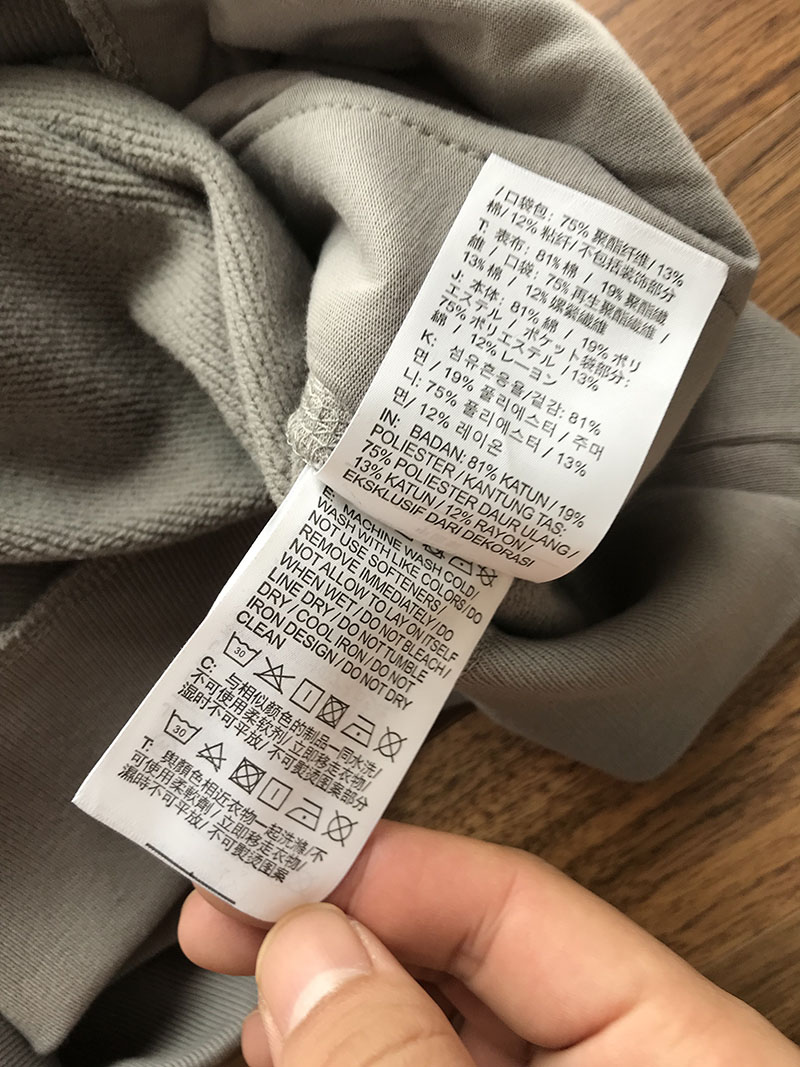 / 口袋包: 75% 聚酯纤维/ 13%
棉/ 12% 粘纤/ 不包括装饰部分
T: 表布: 81% 棉 / 19% 聚酯纖
維 / 口袋: 75% 再生聚酯纖維 /
13% 棉 / 12% 嫘縈纖維
J: 本体: 81% 綿 / 19% ポリ
エステル / ポケット袋部分:
75% ポリエステル / 13%
綿 / 12% レーヨン
K: 섬유혼용율/겉감: 81%
면 / 19% 폴리에스터 / 주머
니: 75% 폴리에스터 / 13%
면/ 12% 레이온
IN: BADAN: 81% KATUN / 19%
POLIESTER / KANTUNG TAS:
75% POLIESTER DAUR ULANG /
13% KATUN / 12% RAYON/
EKSKLUSIF DARI DEKORASI
E: MACHINE WASH COLD/
WASH WITH LIKE COLORS / DO
NOT USE SOFTENERS /
REMOVE IMMEDIATELY / DO
NOT ALLOW TO LAY ON ITSELF
WHEN WET / DO NOT BLEACH /
LINE DRY / DO NOT TUMBLE
DRY / COOL IRON / DO NOT
IRON DESIGN / DO NOT DRY
CLEAN
30
C: 与相似颜色的制品一同水洗/
不可使用柔软剂/ 立即移走衣物/
湿时不可平放/ 不可熨烫图案部分
30
T: 與顏色相近衣物一起洗滌/不
可使用柔軟劑/ 立即移走衣物/
濕時不可平放/ 不可熨燙图案